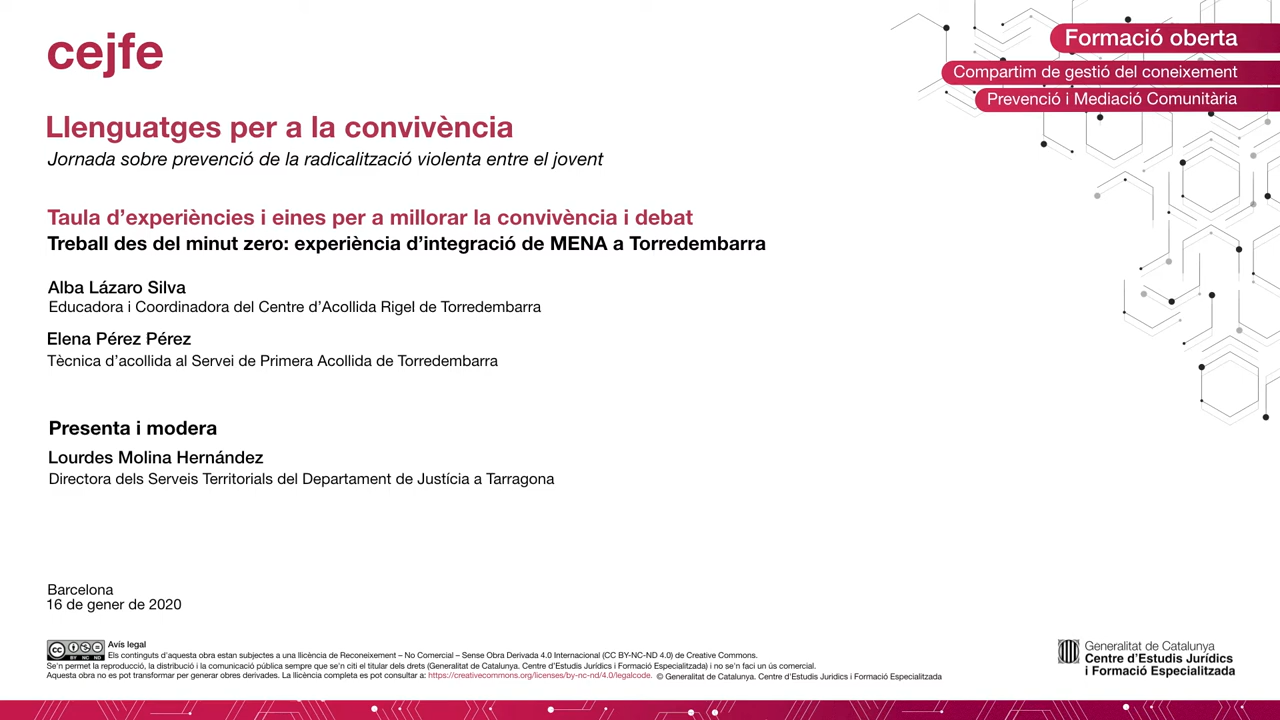 cejfe
Formació oberta
Compartim de gestió del coneixement
Prevenció i Mediació Comunitària
Llenguatges per a la convivència
Jornada sobre prevenció de la radicalització violenta entre el jovent
Taula d'experiències i eines per a millorar la convivència i debat
Treball des del minut zero: experiència d'integració de MENA a Torredembarra
Alba Lázaro Silva
Educadora i Coordinadora del Centre d'Acollida Rigel de Torredembarra
Elena Pérez Pérez
Tècnica d'acollida al Servei de Primera Acollida de Torredembarra
Presenta i modera
Lourdes Molina Hernández
Directora dels Serveis Territorials del Departament de Justícia a Tarragona
Barcelona
16 de gener de 2020
cc BY NC ND
Avís legal
Els continguts d'aquesta obra estan subjectes a una llicència de Reconeixement – No Comercial – Sense Obra Derivada 4.0 Internacional (CC BY-NC-ND 4.0) de Creative Commons.
Se'n permet la reproducció, la distribució i la comunicació pública sempre que se'n citi el titular dels drets (Generalitat de Catalunya. Centre d'Estudis Jurídics i Formació Especialitzada) i no se'n faci un ús comercial.
Aquesta obra no es pot transformar per generar obres derivades. La llicència completa es pot consultar a: https://creativecommons.org/licenses/by-nc-nd/4.0/legalcode. © Generalitat de Catalunya. Centre d'Estudis Jurídics i Formació Especialitzada
Generalitat de Catalunya
Centre d'Estudis Jurídics
i Formació Especialitzada